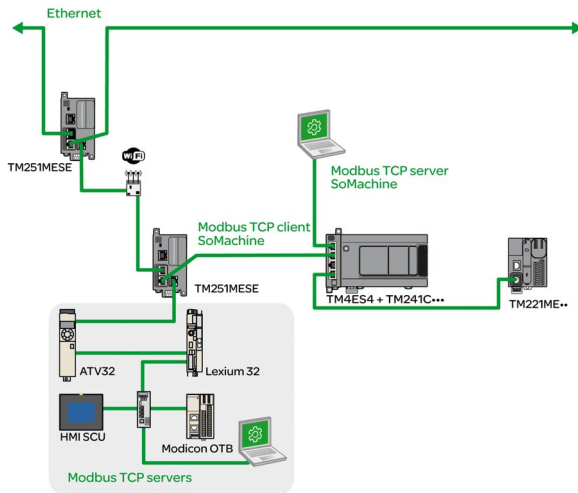 Ethernet
TM251MESE
WiFi
Modbus TCP server
SoMachine
Modbus TCP client
SoMachine
TM251MESE
TM4ES4 + TM241C•••
TM221ME••
ATV32
Lexium 32
HMI SCU
Modicon OTB
Modbus TCP servers